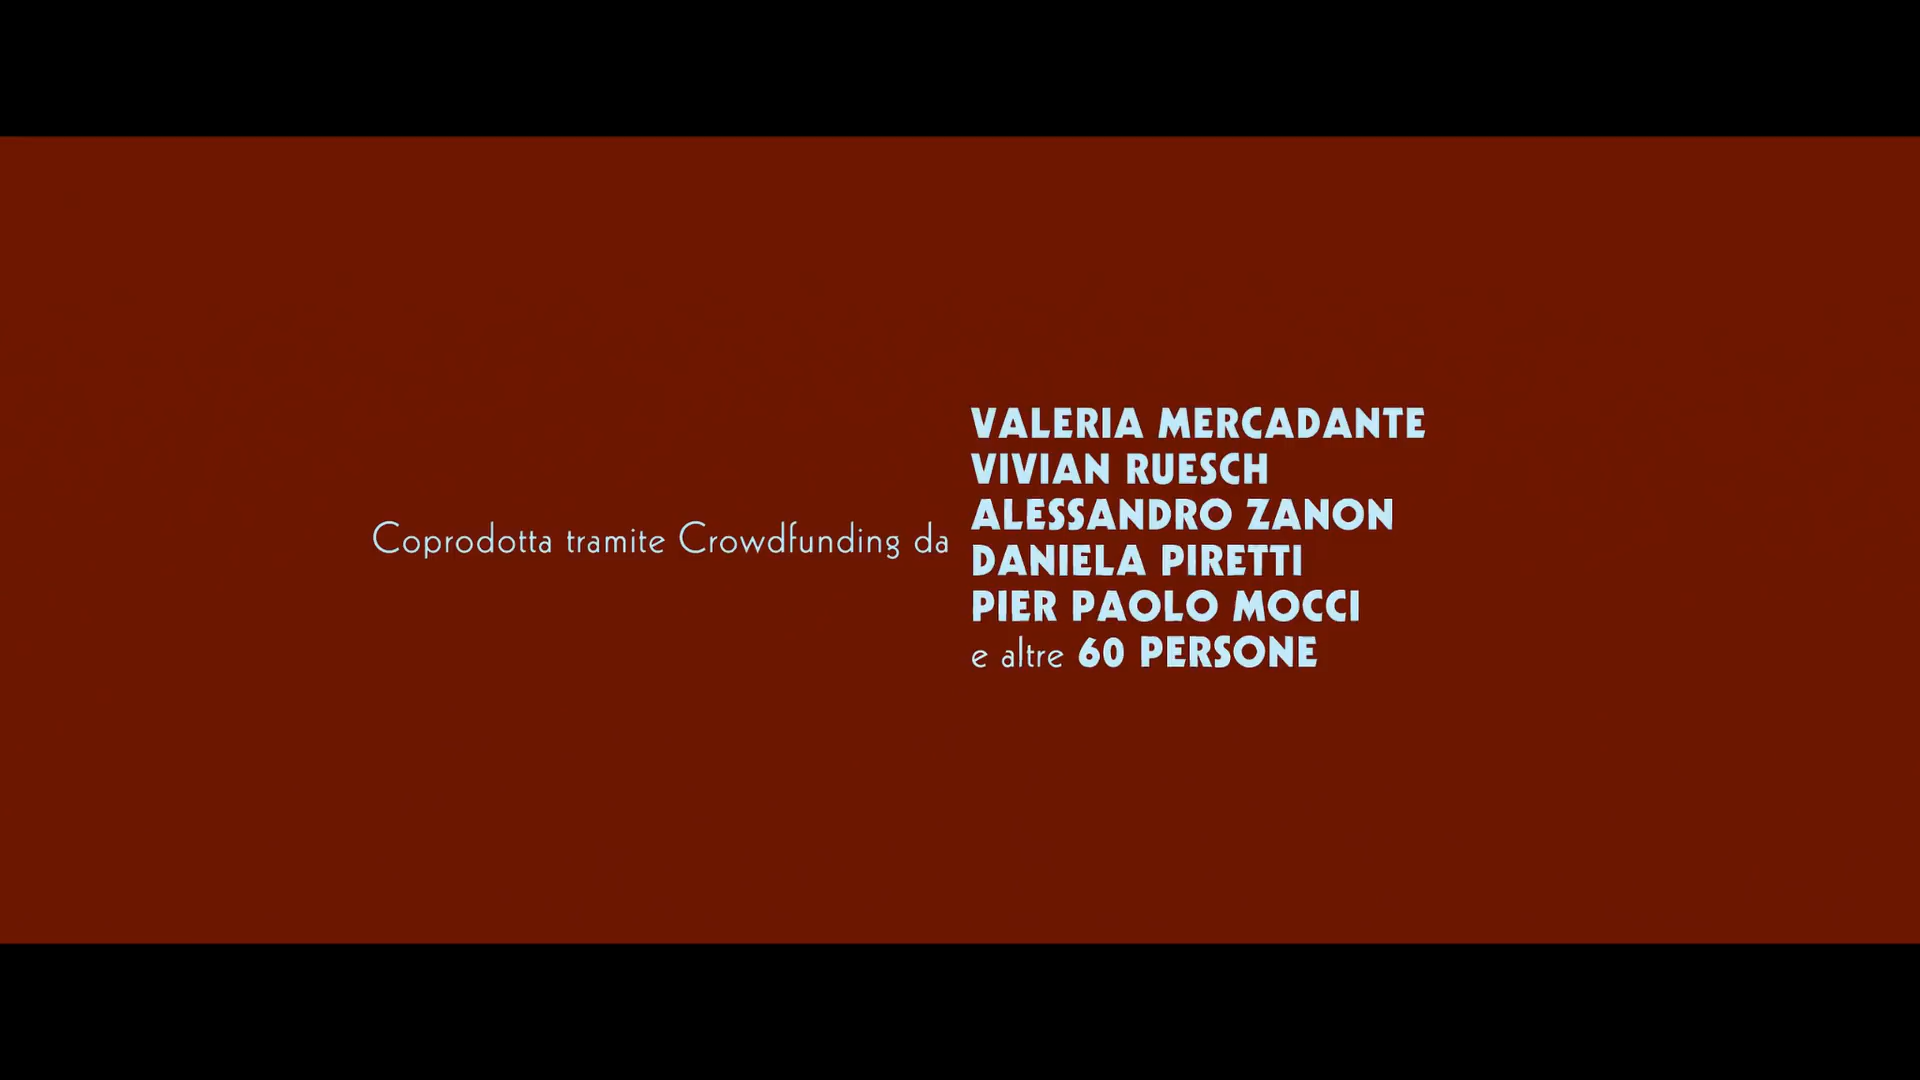 Coprodotta tramite Crowdfunding da
VALERIA MERCADANTE
VIVIAN RUESCH
ALESSANDRO ZANON
DANIELA PIRETTI
PIER PAOLO MOCCI
e altre 60 PERSONE